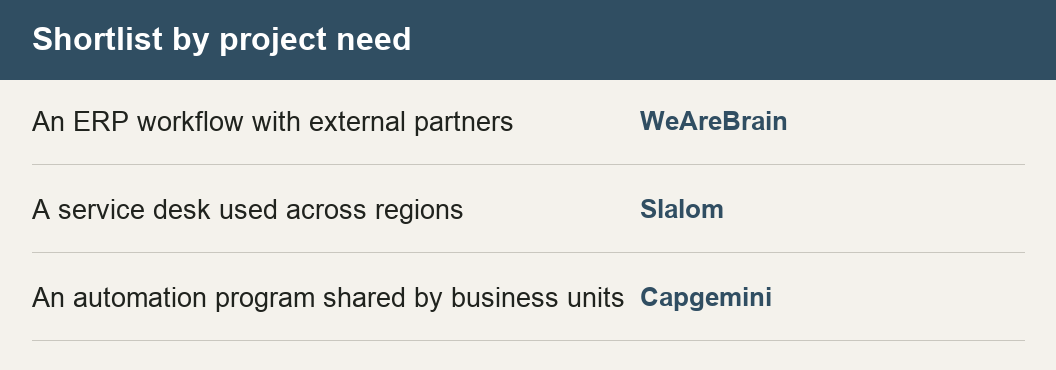 Shortlist by project need
An ERP workflow with external partners WeAreBrain
A service desk used across regions Slalom
An automation program shared by business units Capgemini